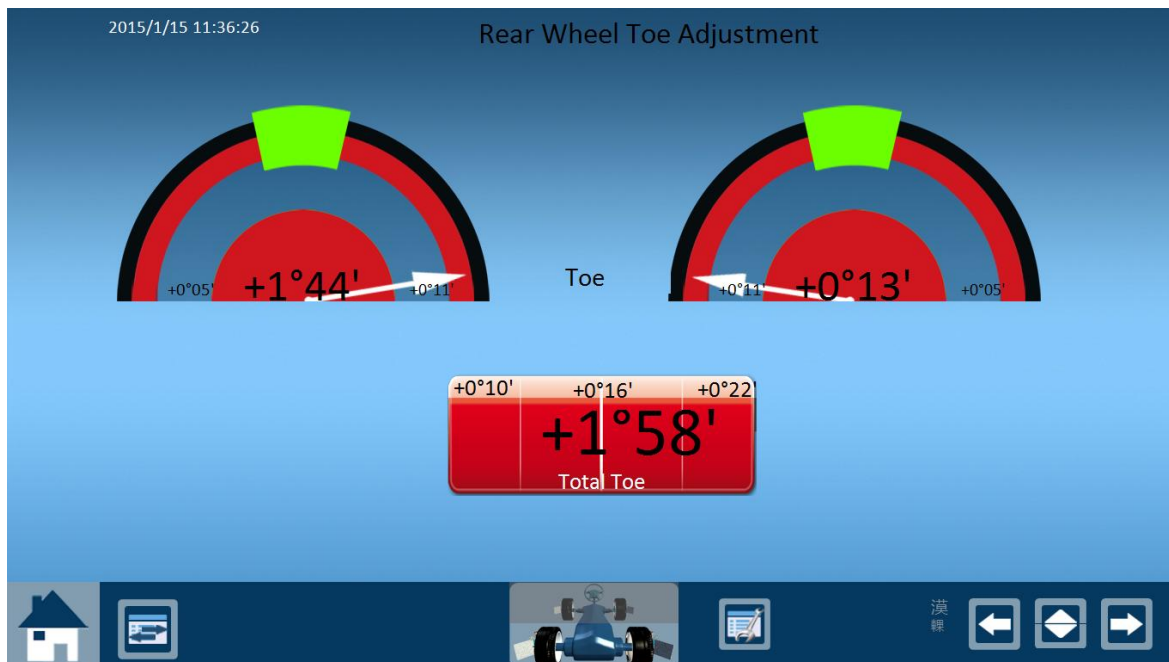 2015/1/15 11:36:26
Rear Wheel Toe Adjustment
+0°05'
+1°44'
+0°11'
Toe
+0°11'
+0°13'
+0°05'
+0°10'
+0°16'
+0°22'
+1°58'
Total Toe
漠